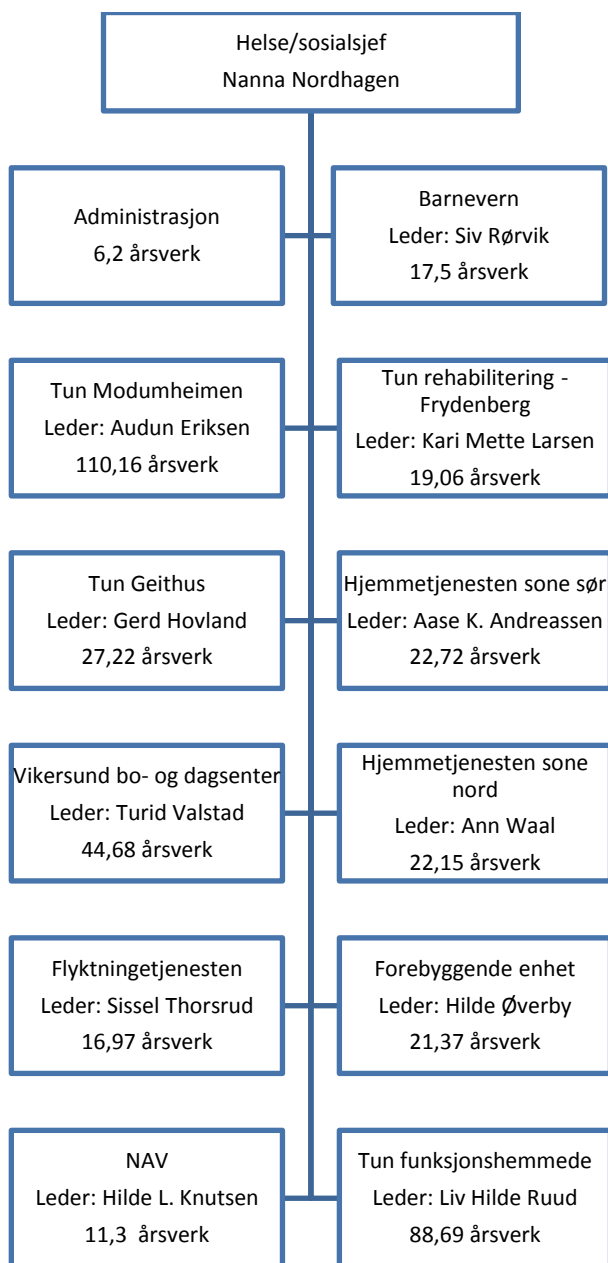 Helse/sosialsjef
Nanna Nordhagen
Administrasjon
6,2 årsverk
Barnevern
Leder: Siv Rørvik
17,5 årsverk
Tun Modumheimen
Leder: Audun Eriksen
110,16 årsverk
Tun rehabilitering -
Frydenberg
Leder: Kari Mette Larsen
19,06 årsverk
Tun Geithus
Leder: Gerd Hovland
27,22 årsverk
Hjemmetjenesten sone sør
Leder: Aase K. Andreassen
22,72 årsverk
Vikersund bo- og dagsenter
Leder: Turid Valstad
44,68 årsverk
Hjemmetjenesten sone
nord
Leder: Ann Waal
22,15 årsverk
Flyktningetjenesten
Leder: Sissel Thorsrud
16,97 årsverk
Forebyggende enhet
Leder: Hilde Øverby
21,37 årsverk
NAV
Leder: Hilde L. Knutsen
11,3 årsverk
Tun funksjonshemmede
Leder: Liv Hilde Ruud
88,69 årsverk